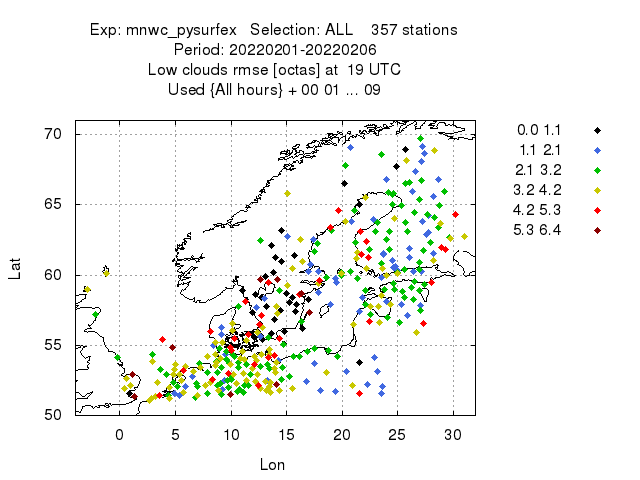 Exp: mnwc_pysurfex Selection: ALL 357 stations
Period: 20220201-20220206
Low clouds rmse [octas] at 19 UTC
Used {All hours} + 00 01 ... 09
0.0 1.1
1.1 2.1
2.1 3.2
3.2 4.2
4.2 5.3
5.3 6.4
70
65
60
55
50
Lat
0 5 10 15 20 25 30
Lon